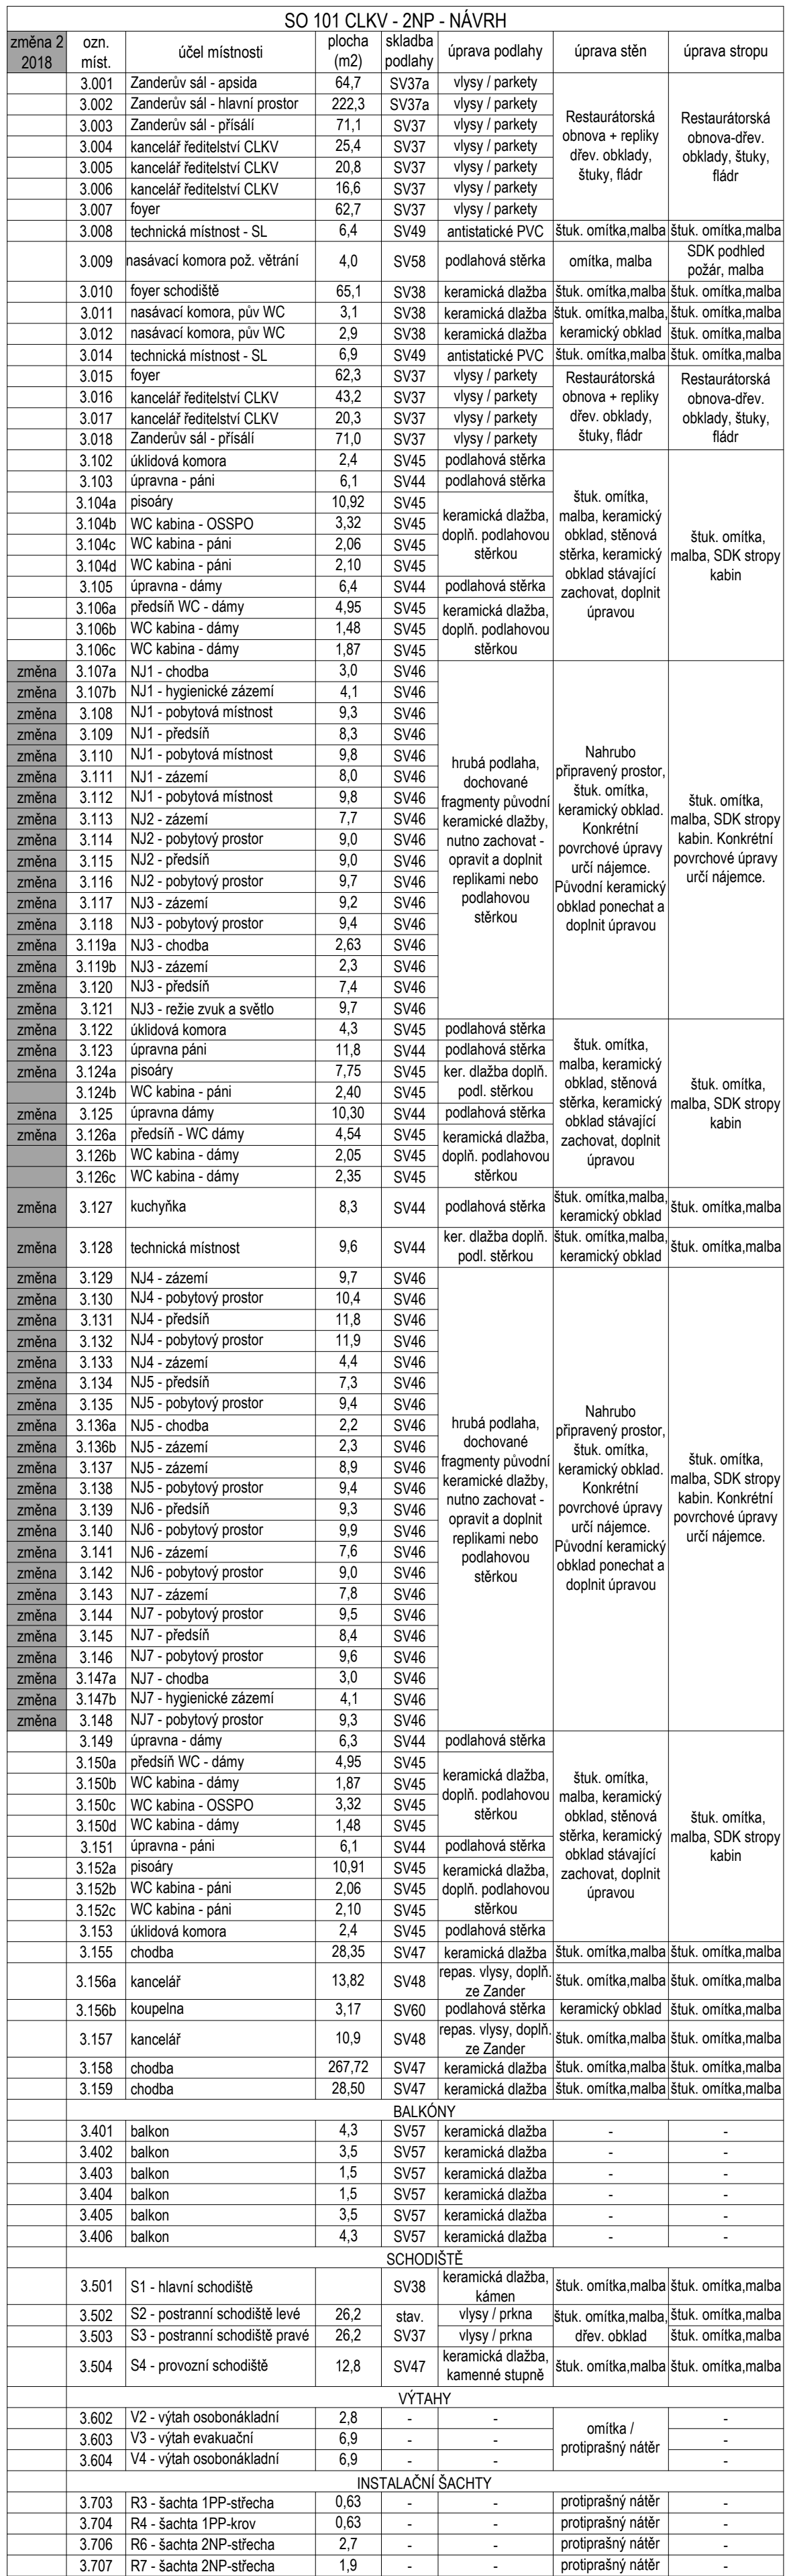 SO 101 CLKV - 2NP - NÁVRH
změna 2 2018 ozn. míst. účel místnosti plocha (m2) skladba podlahy úprava podlahy úprava stěn úprava stropu
3.001 Zanderův sál - apsida 64,7 SV37a vlysy / parkety Restaurátorská obnova + repliky dřev. obklady, štuky, fládr Restaurátorská obnova-dřev. obklady, štuky, fládr
3.002 Zanderův sál - hlavní prostor 222,3 SV37a vlysy / parkety
3.003 Zanderův sál - přísálí 71,1 SV37 vlysy / parkety
3.004 kancelář ředitelství CLKV 25,4 SV37 vlysy / parkety
3.005 kancelář ředitelství CLKV 20,8 SV37 vlysy / parkety
3.006 kancelář ředitelství CLKV 16,6 SV37 vlysy / parkety
3.007 foyer 62,7 SV37 vlysy / parkety
3.008 technická místnost - SL 6,4 SV49 antistatické PVC štuk. omítka,malba štuk. omítka,malba
3.009 nasávací komora pož. větrání 4,0 SV58 podlahová stěrka omítka, malba SDK podhled požár, malba
3.010 foyer schodiště 65,1 SV38 keramická dlažba štuk. omítka,malba štuk. omítka,malba
3.011 nasávací komora, pův WC 3,1 SV38 keramická dlažba štuk. omítka,malba, keramický obklad štuk. omítka,malba
3.012 nasávací komora, pův WC 2,9 SV38 keramická dlažba štuk. omítka,malba
3.014 technická místnost - SL 6,9 SV49 antistatické PVC štuk. omítka,malba štuk. omítka,malba
3.015 foyer 62,3 SV37 vlysy / parkety Restaurátorská obnova + repliky dřev. obklady, štuky, fládr Restaurátorská obnova-dřev. obklady, štuky, fládr
3.016 kancelář ředitelství CLKV 43,2 SV37 vlysy / parkety
3.017 kancelář ředitelství CLKV 20,3 SV37 vlysy / parkety
3.018 Zanderův sál - přísálí 71,0 SV37 vlysy / parkety
3.102 úklidová komora 2,4 SV45 podlahová stěrka štuk. omítka, malba, keramický obklad, stěnová stěrka, keramický obklad stávající zachovat, doplnit úpravou štuk. omítka, malba, SDK stropy kabin
3.103 úpravna - páni 6,1 SV44 podlahová stěrka
3.104a pisoáry 10,92 SV45 keramická dlažba, doplň. podlahovou stěrkou
3.104b WC kabina - OSSPO 3,32 SV45
3.104c WC kabina - páni 2,06 SV45
3.104d WC kabina - páni 2,10 SV45
3.105 úpravna - dámy 6,4 SV44 podlahová stěrka
3.106a předsíň WC - dámy 4,95 SV45 keramická dlažba, doplň. podlahovou stěrkou
3.106b WC kabina - dámy 1,48 SV45
3.106c WC kabina - dámy 1,87 SV45
změna 3.107a NJ1 - chodba 3,0 SV46 hrubá podlaha, dochované fragmenty původní keramické dlažby, nutno zachovat - opravit a doplnit replikami nebo podlahovou stěrkou Nahrubo připravený prostor, štuk. omítka, keramický obklad. Konkrétní povrchové úpravy určí nájemce. Původní keramický obklad ponechat a doplnit úpravou štuk. omítka, malba, SDK stropy kabin. Konkrétní povrchové úpravy určí nájemce.
změna 3.107b NJ1 - hygienické zázemí 4,1 SV46
změna 3.108 NJ1 - pobytová místnost 9,3 SV46
změna 3.109 NJ1 - předsíň 8,3 SV46
změna 3.110 NJ1 - pobytová místnost 9,8 SV46
změna 3.111 NJ1 - zázemí 8,0 SV46
změna 3.112 NJ1 - pobytová místnost 9,8 SV46
změna 3.113 NJ2 - zázemí 7,7 SV46
změna 3.114 NJ2 - pobytový prostor 9,0 SV46
změna 3.115 NJ2 - předsíň 9,0 SV46
změna 3.116 NJ2 - pobytový prostor 9,7 SV46
změna 3.117 NJ3 - zázemí 9,2 SV46
změna 3.118 NJ3 - pobytový prostor 9,4 SV46
změna 3.119a NJ3 - chodba 2,63 SV46
změna 3.119b NJ3 - zázemí 2,3 SV46
změna 3.120 NJ3 - předsíň 7,4 SV46
změna 3.121 NJ3 - režie zvuk a světlo 9,7 SV46
změna 3.122 úklidová komora 4,3 SV45 podlahová stěrka štuk. omítka, malba, keramický obklad, stěnová stěrka, keramický obklad stávající zachovat, doplnit úpravou štuk. omítka, malba, SDK stropy kabin
změna 3.123 úpravna páni 11,8 SV44 podlahová stěrka
změna 3.124a pisoáry 7,75 SV45 ker. dlažba doplň. podl. stěrkou
3.124b WC kabina - páni 2,40 SV45
změna 3.125 úpravna dámy 10,30 SV44 podlahová stěrka
změna 3.126a předsíň - WC dámy 4,54 SV45 keramická dlažba, doplň. podlahovou stěrkou
3.126b WC kabina - dámy 2,05 SV45
3.126c WC kabina - dámy 2,35 SV45
změna 3.127 kuchyňka 8,3 SV44 podlahová stěrka štuk. omítka,malba, keramický obklad štuk. omítka,malba
změna 3.128 technická místnost 9,6 SV44 ker. dlažba doplň. podl. stěrkou štuk. omítka,malba, keramický obklad štuk. omítka,malba
změna 3.129 NJ4 - zázemí 9,7 SV46 hrubá podlaha, dochované fragmenty původní keramické dlažby, nutno zachovat - opravit a doplnit replikami nebo podlahovou stěrkou Nahrubo připravený prostor, štuk. omítka, keramický obklad. Konkrétní povrchové úpravy určí nájemce. Původní keramický obklad ponechat a doplnit úpravou štuk. omítka, malba, SDK stropy kabin. Konkrétní povrchové úpravy určí nájemce.
změna 3.130 NJ4 - pobytový prostor 10,4 SV46
změna 3.131 NJ4 - předsíň 11,8 SV46
změna 3.132 NJ4 - pobytový prostor 11,9 SV46
změna 3.133 NJ4 - zázemí 4,4 SV46
změna 3.134 NJ5 - předsíň 7,3 SV46
změna 3.135 NJ5 - pobytový prostor 9,4 SV46
změna 3.136a NJ5 - chodba 2,2 SV46
změna 3.136b NJ5 - zázemí 2,3 SV46
změna 3.137 NJ5 - zázemí 8,9 SV46
změna 3.138 NJ5 - pobytový prostor 9,4 SV46
změna 3.139 NJ6 - předsíň 9,3 SV46
změna 3.140 NJ6 - pobytový prostor 9,9 SV46
změna 3.141 NJ6 - zázemí 7,6 SV46
změna 3.142 NJ6 - pobytový prostor 9,0 SV46
změna 3.143 NJ7 - zázemí 7,8 SV46
změna 3.144 NJ7 - pobytový prostor 9,5 SV46
změna 3.145 NJ7 - předsíň 8,4 SV46
změna 3.146 NJ7 - pobytový prostor 9,6 SV46
změna 3.147a NJ7 - chodba 3,0 SV46
změna 3.147b NJ7 - hygienické zázemí 4,1 SV46
změna 3.148 NJ7 - pobytový prostor 9,3 SV46
3.149 úpravna - dámy 6,3 SV44 podlahová stěrka štuk. omítka, malba, keramický obklad, stěnová stěrka, keramický obklad stávající zachovat, doplnit úpravou štuk. omítka, malba, SDK stropy kabin
3.150a předsíň WC - dámy 4,95 SV45 keramická dlažba, doplň. podlahovou stěrkou
3.150b WC kabina - dámy 1,87 SV45
3.150c WC kabina - OSSPO 3,32 SV45
3.150d WC kabina - dámy 1,48 SV45
3.151 úpravna - páni 6,1 SV44 podlahová stěrka
3.152a pisoáry 10,91 SV45 keramická dlažba, doplň. podlahovou stěrkou
3.152b WC kabina - páni 2,06 SV45
3.152c WC kabina - páni 2,10 SV45
3.153 úklidová komora 2,4 SV45 podlahová stěrka
3.155 chodba 28,35 SV47 keramická dlažba štuk. omítka,malba štuk. omítka,malba
3.156a kancelář 13,82 SV48 repas. vlysy, doplň. ze Zander štuk. omítka,malba štuk. omítka,malba
3.156b koupelna 3,17 SV60 podlahová stěrka keramický obklad štuk. omítka,malba
3.157 kancelář 10,9 SV48 repas. vlysy, doplň. ze Zander štuk. omítka,malba štuk. omítka,malba
3.158 chodba 267,72 SV47 keramická dlažba štuk. omítka,malba štuk. omítka,malba
3.159 chodba 28,50 SV47 keramická dlažba štuk. omítka,malba štuk. omítka,malba
BALKÓNY
3.401 balkon 4,3 SV57 keramická dlažba - -
3.402 balkon 3,5 SV57 keramická dlažba - -
3.403 balkon 1,5 SV57 keramická dlažba - -
3.404 balkon 1,5 SV57 keramická dlažba - -
3.405 balkon 3,5 SV57 keramická dlažba - -
3.406 balkon 4,3 SV57 keramická dlažba - -
SCHODIŠTĚ
3.501 S1 - hlavní schodiště SV38 keramická dlažba, kámen štuk. omítka,malba štuk. omítka,malba
3.502 S2 - postranní schodiště levé 26,2 stav. vlysy / prkna štuk. omítka,malba, dřev. obklad štuk. omítka,malba
3.503 S3 - postranní schodiště pravé 26,2 SV37 vlysy / prkna štuk. omítka,malba
3.504 S4 - provozní schodiště 12,8 SV47 keramická dlažba, kamenné stupně štuk. omítka,malba štuk. omítka,malba
VÝTAHY
3.602 V2 - výtah osobonákladní 2,8 - - omítka / protiprašný nátěr -
3.603 V3 - výtah evakuační 6,9 - - -
3.604 V4 - výtah osobonákladní 6,9 - - -
INSTALAČNÍ ŠACHTY
3.703 R3 - šachta 1PP-střecha 0,63 - - protiprašný nátěr -
3.704 R4 - šachta 1PP-krov 0,63 - - protiprašný nátěr -
3.706 R6 - šachta 2NP-střecha 2,7 - - protiprašný nátěr -
3.707 R7 - šachta 2NP-střecha 1,9 - - protiprašný nátěr -